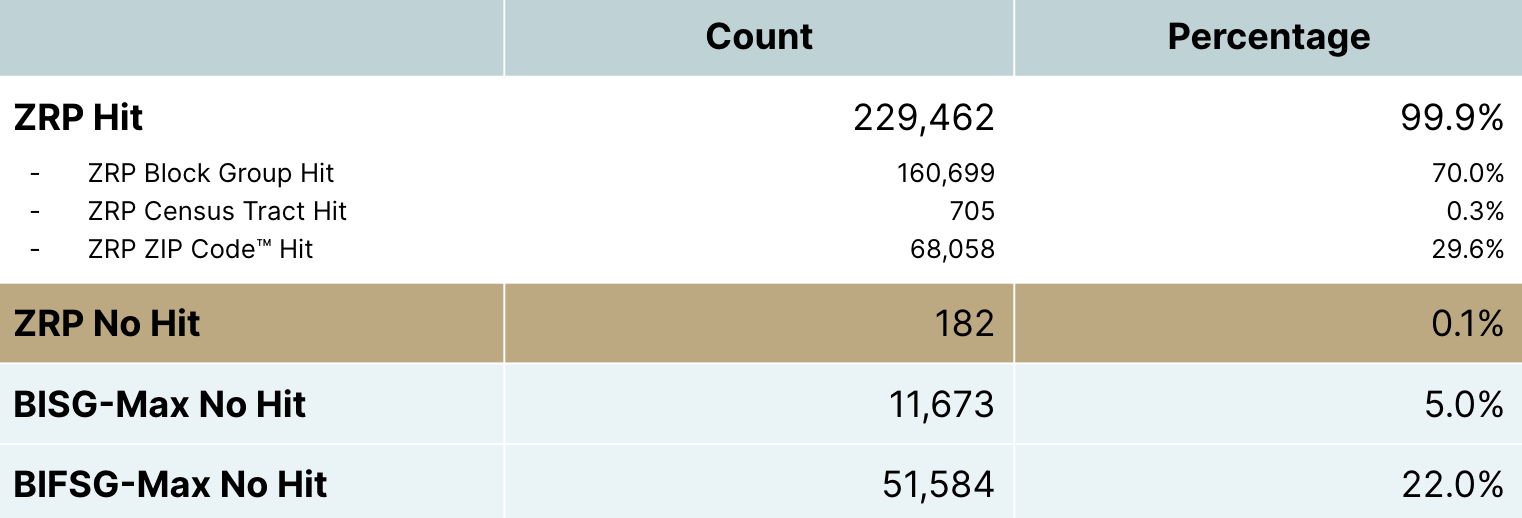 Count Percentage
ZRP Hit 229,462 99.9%
- ZRP Block Group Hit 160,699 70.0%
- ZRP Census Tract Hit 705 0.3%
- ZRP ZIP Code™ Hit 68,058 29.6%
ZRP No Hit 182 0.1%
BISG-Max No Hit 11,673 5.0%
BIFSG-Max No Hit 51,584 22.0%